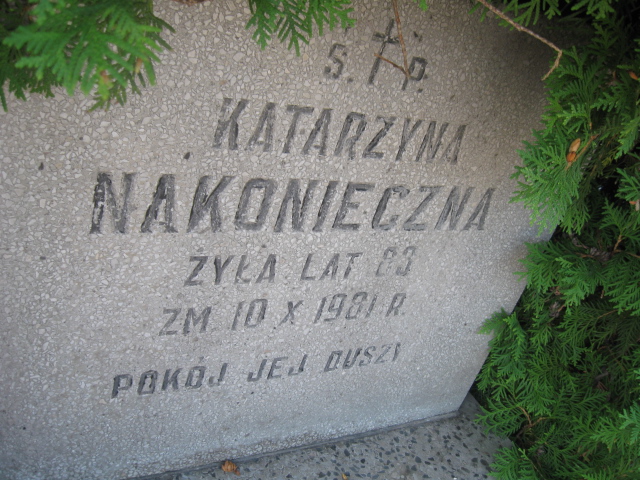 Ś. P.
KATARZYNA
NAKONIECZNA
ŻYŁA LAT 83
ZM. 10 X 1981 R.
POKÓJ JEJ DUSZY